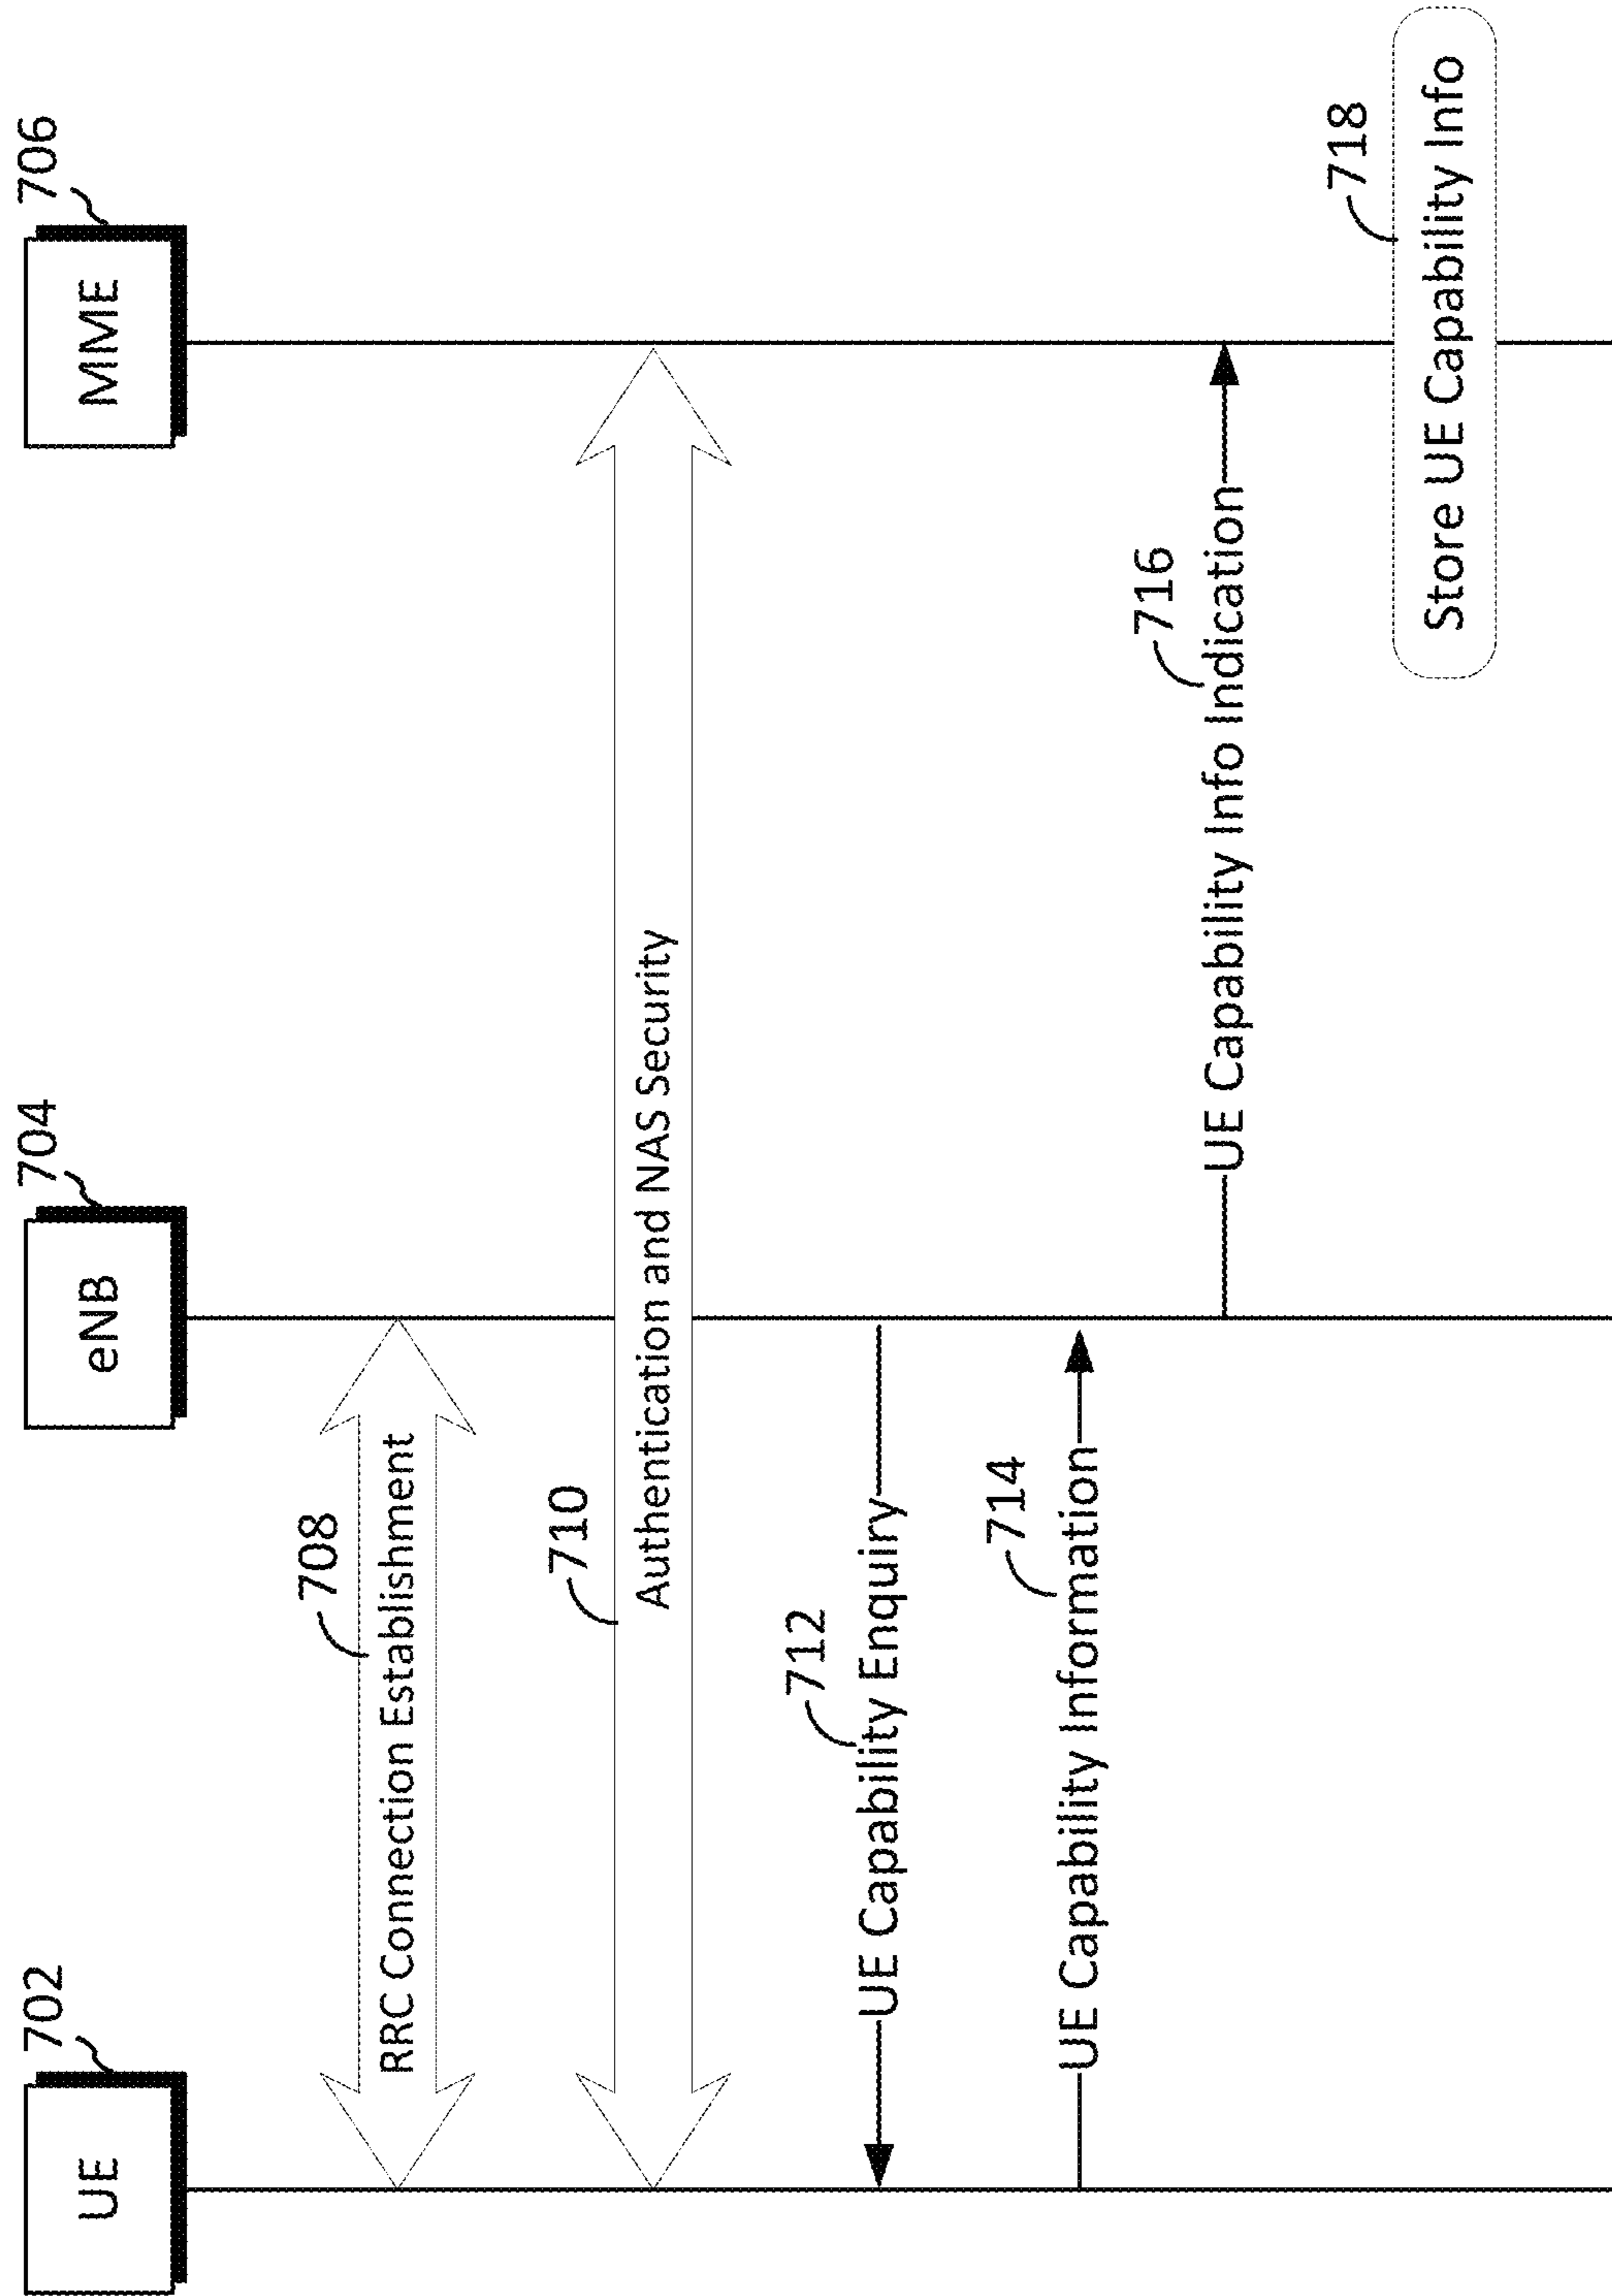 702
UE
704
eNB
706
MME
708
RRC Connection Establishment
710
Authentication and NAS Security
712
UE Capability Enquiry
714
UE Capability Information
716
UE Capability Info Indication
718
Store UE Capability Info